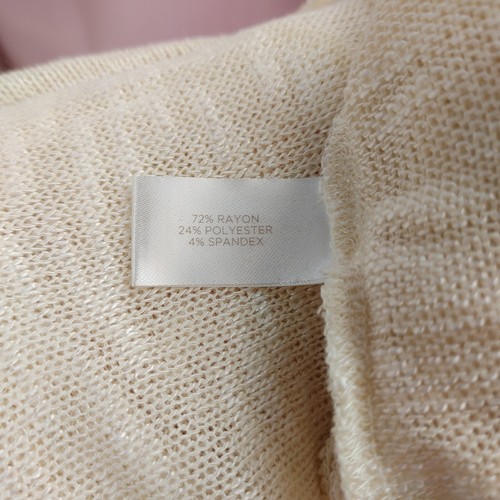 72% RAYON
24% POLYESTER
4% SPANDEX